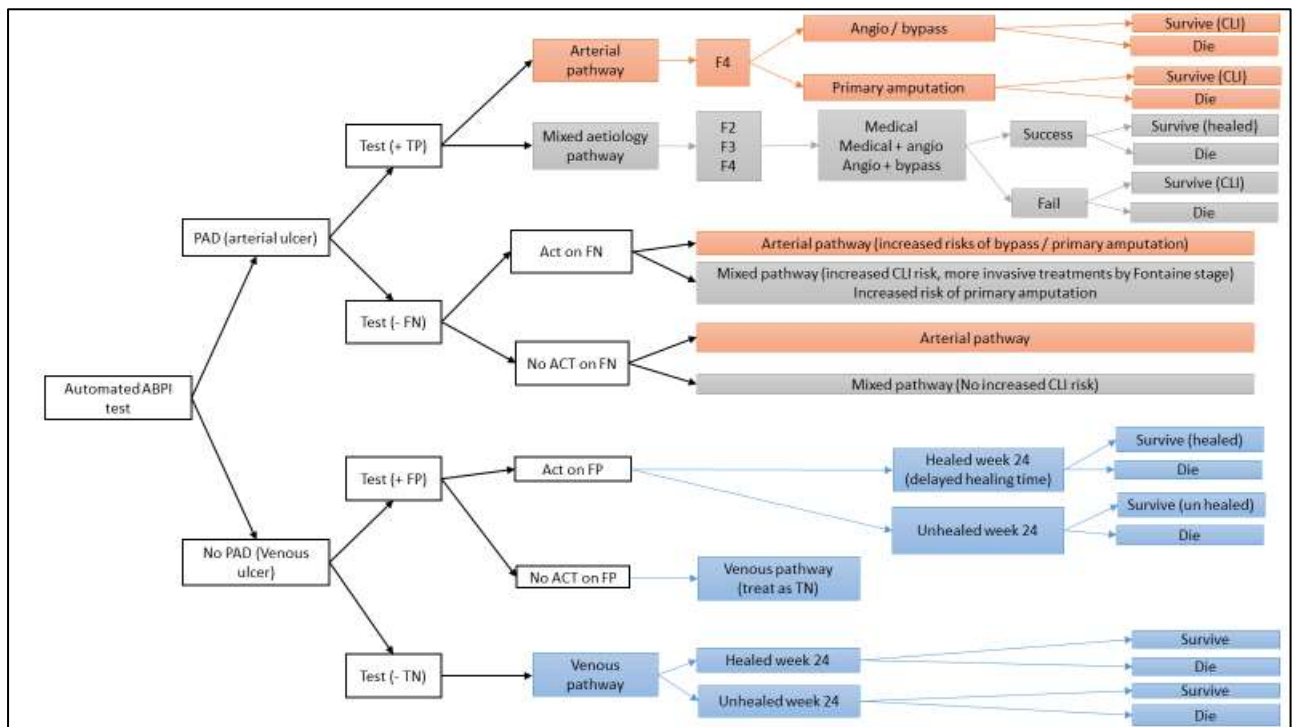 Arterial
pathway
F4
Angio / bypass
Survive (CLI)
Die
Primary amputation
Survive (CLI)
Die
Test (+ TP)
Mixed aetiology
pathway
F2
F3
F4
Medical
Medical + angio
Angio + bypass
Success
Survive (healed)
Die
Fail
Survive (CLI)
Die
PAD (arterial ulcer)
Act on FN
Arterial pathway (increased risks of bypass / primary amputation)
Mixed pathway (increased CLI risk, more invasive treatments by Fontaine stage)
Increased risk of primary amputation
Test (- FN)
No ACT on FN
Arterial pathway
Mixed pathway (No increased CLI risk)
Automated ABPI
test
Test (+ FP)
Act on FP
Healed week 24
(delayed healing time)
Survive (healed)
Die
Unhealed week 24
Survive (un healed)
Die
No PAD (Venous
ulcer)
No ACT on FP
Venous pathway
(treat as TN)
Test (- TN)
Venous
pathway
Healed week 24
Survive
Die
Unhealed week 24
Survive
Die